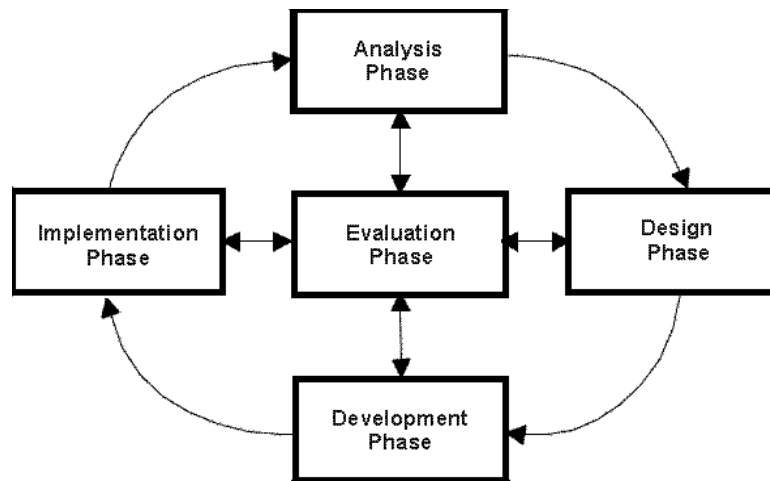 Analysis
Phase
Implementation
Phase
Evaluation
Phase
Design
Phase
Development
Phase